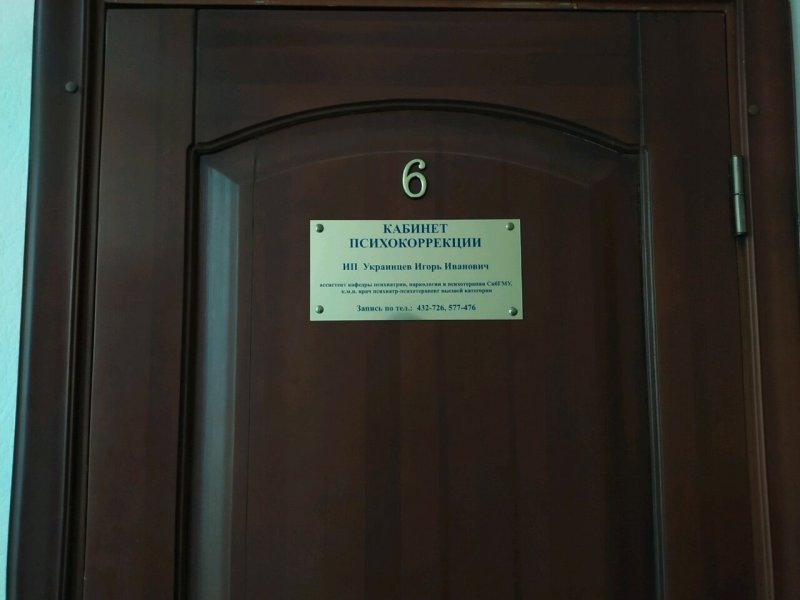 6
КАБИНЕТ
ПСИХОКОРРЕКЦИИ
ИП Украинцев Игорь Иванович
ассистент кафедры психиатрии, наркологии и психотерапии СибГМУ,
к.м.н. врач психиатр-психотерапевт высшей категории
Запись по тел.: 432-726, 577-476